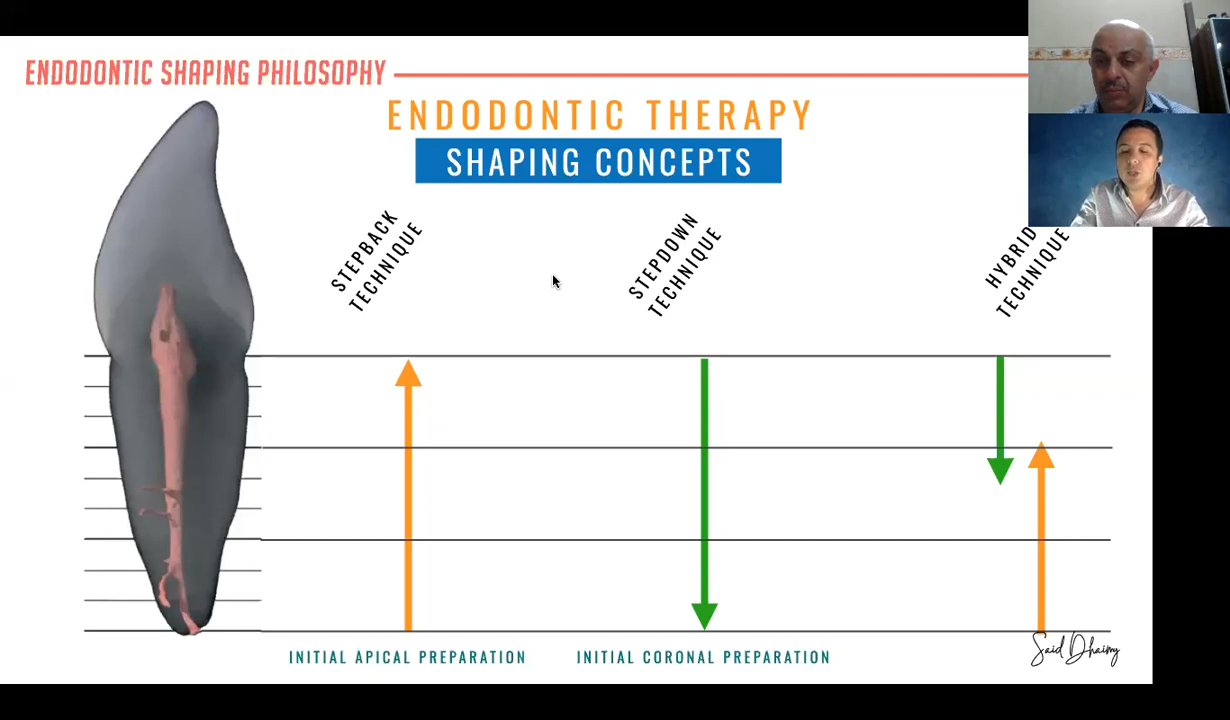 ENDODONTIC SHAPING PHILOSOPHY
ENDODONTIC THERAPY
SHAPING CONCEPTS
STEPBACK
TECHNIQUE
STEPDOWN
TECHNIQUE
HYBRID
TECHNIQUE
INITIAL APICAL PREPARATION
INITIAL CORONAL PREPARATION
Said Dhaimy